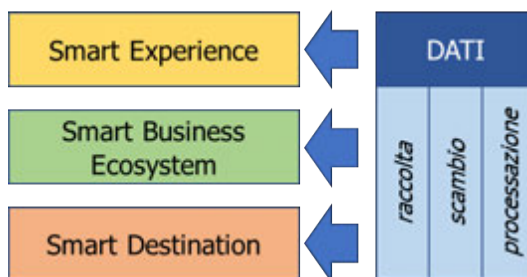 Smart Experience
DATI
Smart Business
Ecosystem
Smart Destination
raccolta
scambio
processazione